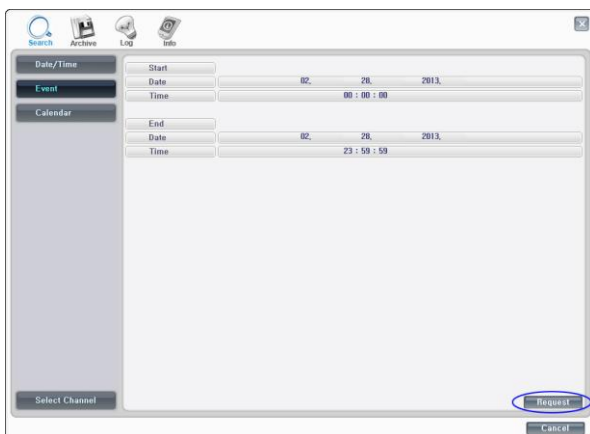 Search Archive Log Info
Date/Time
Event
Calendar
Start
Date 02, 28, 2013,
Time 00 : 00 : 00
End
Date 02, 28, 2013,
Time 23 : 59 : 59
Select Channel
Request
Cancel